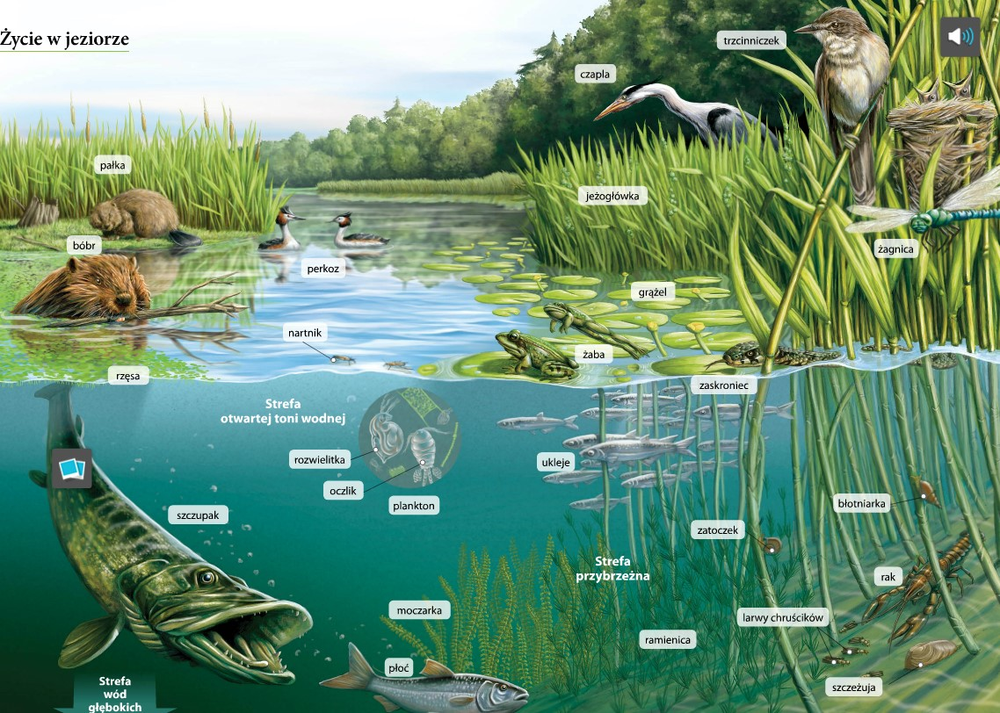 Życie w jeziorze
trzcinniczek
czapla
pałka
jeżogłówka
bóbr
żagnica
perkoz
grążel
nartnik
żaba
rzęsa
zaskroniec
Strefa
otwartej toni wodnej
rozwielitka
ukleje
oczlik
plankton
błotniarka
szczupak
zatoczek
Strefa
przybrzeżna
rak
moczarka
larwy chruścików
ramienica
płoć
szczeżuja
Strefa
wód
głębokich